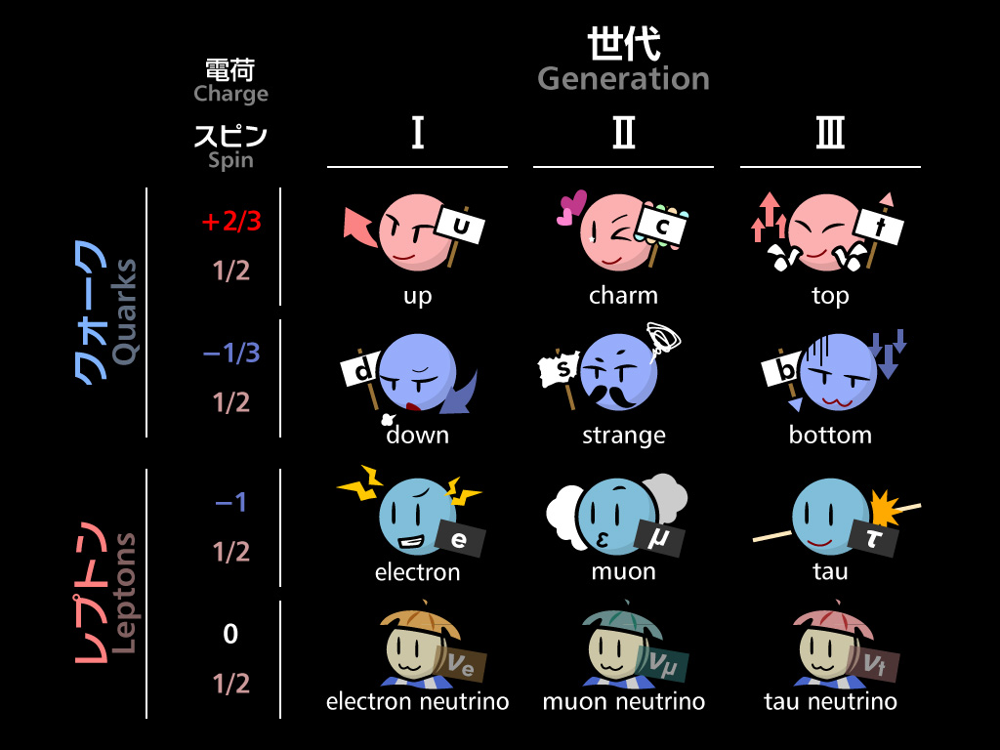 世代
Generation
電荷
Charge
スピン
Spin
Ⅰ Ⅱ Ⅲ
クォーク
Quarks
+2/3
1/2
u c t
up charm top
−1/3
1/2
d s b
down strange bottom
レプトン
Leptons
−1
1/2
e μ τ
electron muon tau
0
1/2
νe νμ νt
electron neutrino muon neutrino tau neutrino